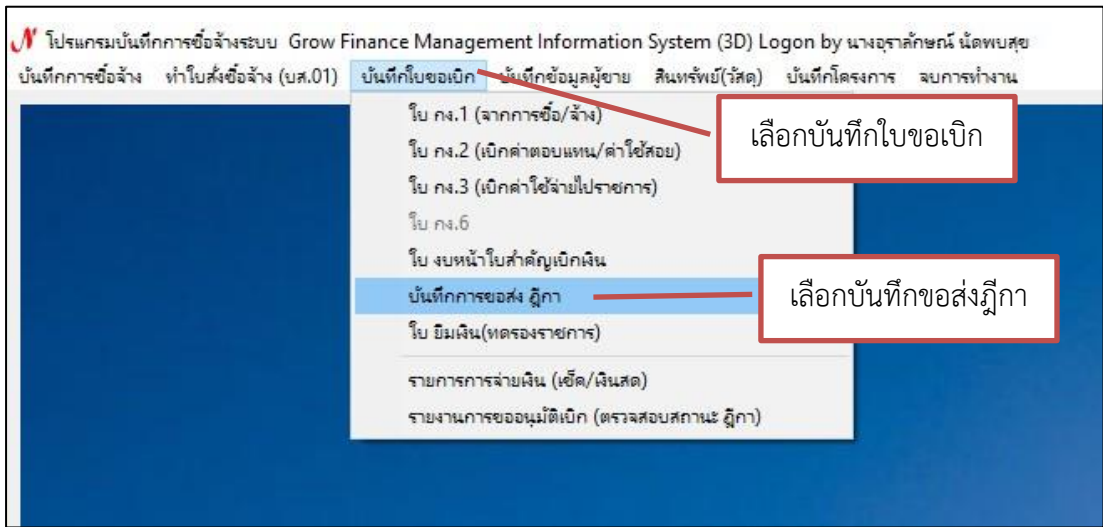 N โปรแกรมบันทึกการซื้อจ้างระบบ Grow Finance Management Information System (3D) Logon by นางอุราลักษณ์ นัดพบสุข
บันทึกการซื้อจ้าง ทำใบสั่งซื้อจ้าง (บส.01) บันทึกใบขอเบิก บันทึกข้อมูลผู้ขาย สินทรัพย์(วัสดุ) บันทึกโครงการ จบการทำงาน
ใบ กง.1 (จากการซื้อ/จ้าง)
เลือกบันทึกใบขอเบิก
ใบ กง.2 (เบิกค่าตอบแทน/ค่าใช้สอย)
ใบ กง.3 (เบิกค่าใช้จ่ายไปราชการ)
ใบ กง.6
ใบ งบหน้าใบสำคัญเบิกเงิน
บันทึกการขอส่ง ฎีกา
เลือกบันทึกขอส่งฎีกา
ใบ ยืมเงิน(ทดรองราชการ)
รายการการจ่ายเงิน (เช็ค/เงินสด)
รายงานการขออนุมัติเบิก (ตรวจสอบสถานะ ฎีกา)